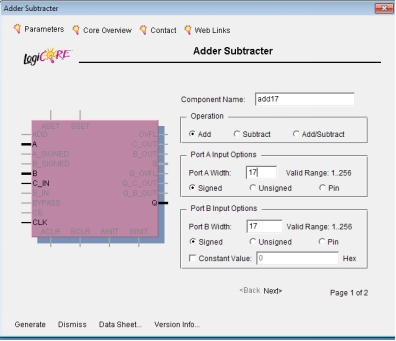 Adder Subtracter
Parameters Core Overview Contact Web Links
LogiCORE
Adder Subtracter
Component Name: add17
Operation
Add Subtract Add/Subtract
Port A Input Options
Port A Width: 17 Valid Range: 1..256
Signed Unsigned Pin
Port B Input Options
Port B Width: 17 Valid Range: 1..256
Signed Unsigned Pin
Constant Value: 0 Hex
<Back Next> Page 1 of 2
ASET SSET
ADD OVFL
A C_OUT
A_SIGNED B_OUT
B_SIGNED S
B Q_OVFL
C_IN Q_C_OUT
B_IN Q_B_OUT
BYPASS Q
CE
CLK
ACLR SCLR AINIT SINIT
Generate Dismiss Data Sheet... Version Info...